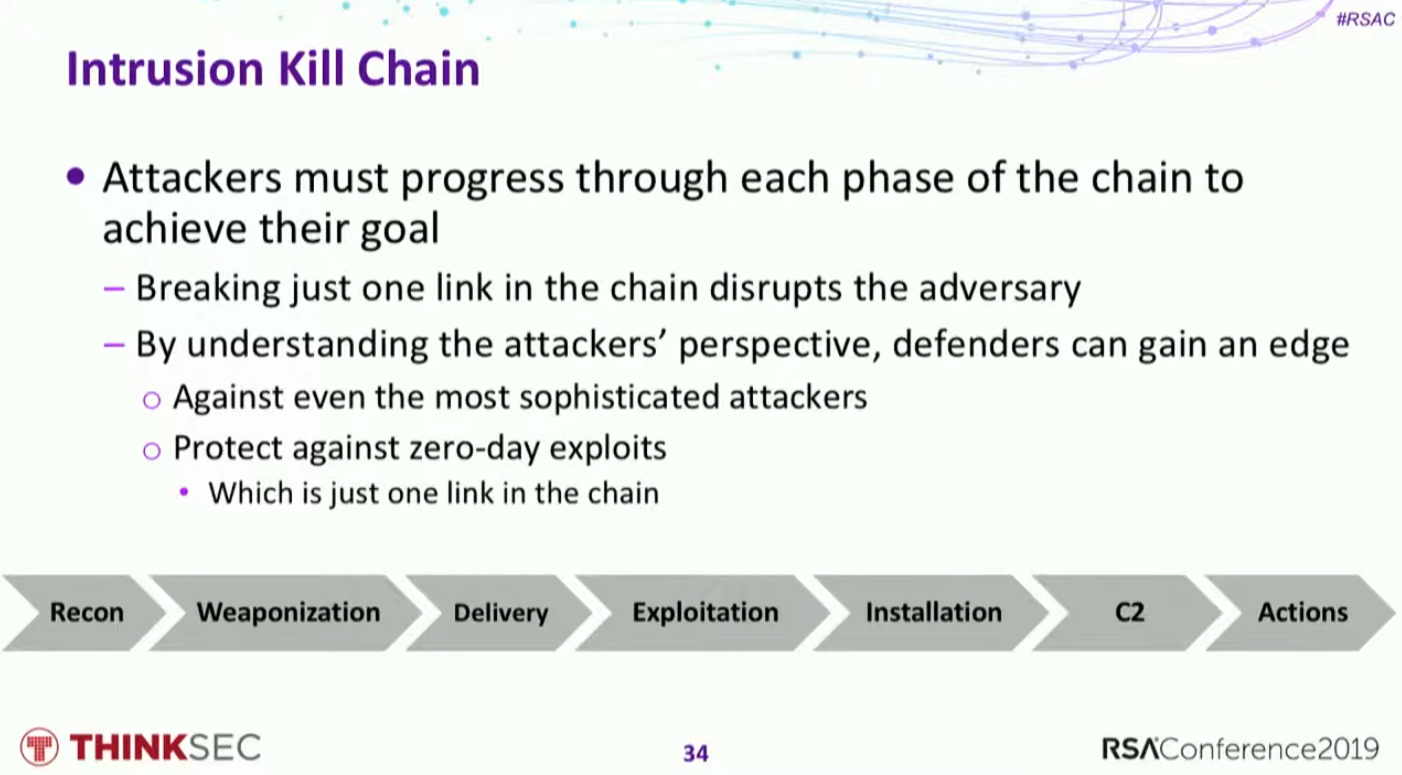 #RSAC
Intrusion Kill Chain
• Attackers must progress through each phase of the chain to
achieve their goal
– Breaking just one link in the chain disrupts the adversary
– By understanding the attackers’ perspective, defenders can gain an edge
○ Against even the most sophisticated attackers
○ Protect against zero-day exploits
• Which is just one link in the chain
Recon Weaponization Delivery Exploitation Installation C2 Actions
THINKSEC 34 RSAConference2019